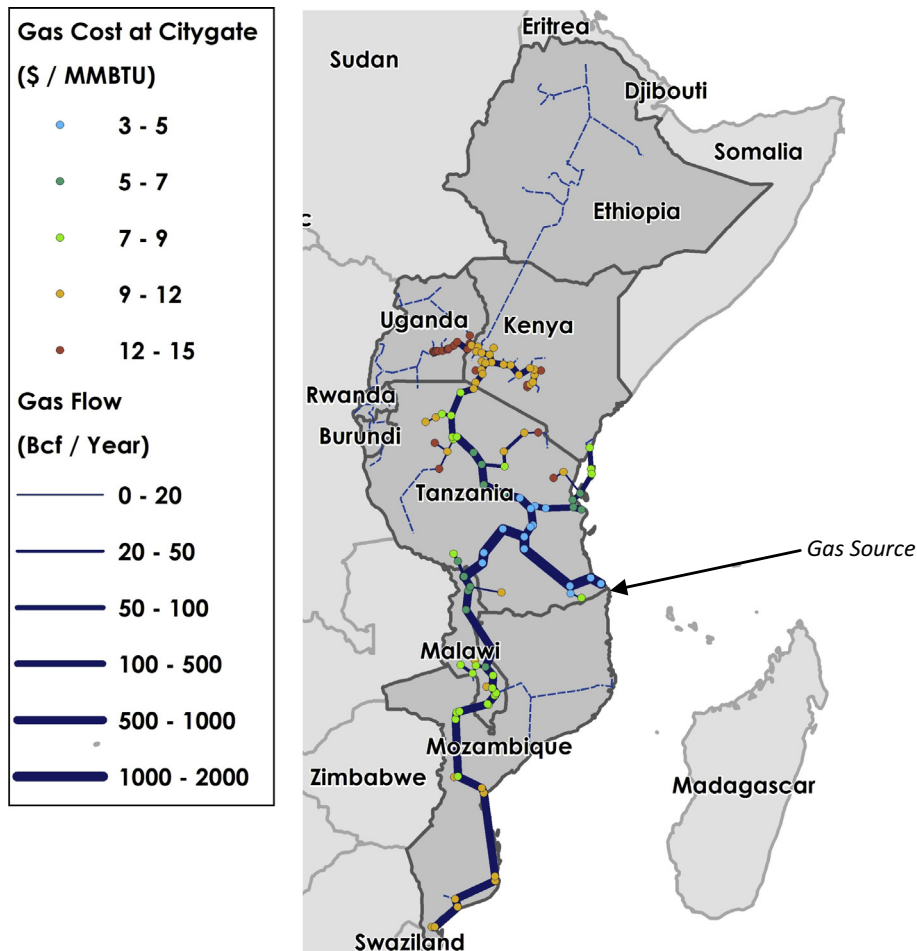 Gas Cost at Citygate
($ / MMBTU)
3 - 5
5 - 7
7 - 9
9 - 12
12 - 15
Gas Flow
(Bcf / Year)
0 - 20
20 - 50
50 - 100
100 - 500
500 - 1000
1000 - 2000
Eritrea
Sudan
Djibouti
Somalia
c
Ethiopia
Uganda
Kenya
Rwanda
Burundi
Tanzania
Gas Source
Malawi
Mozambique
Zimbabwe
Madagascar
Swaziland